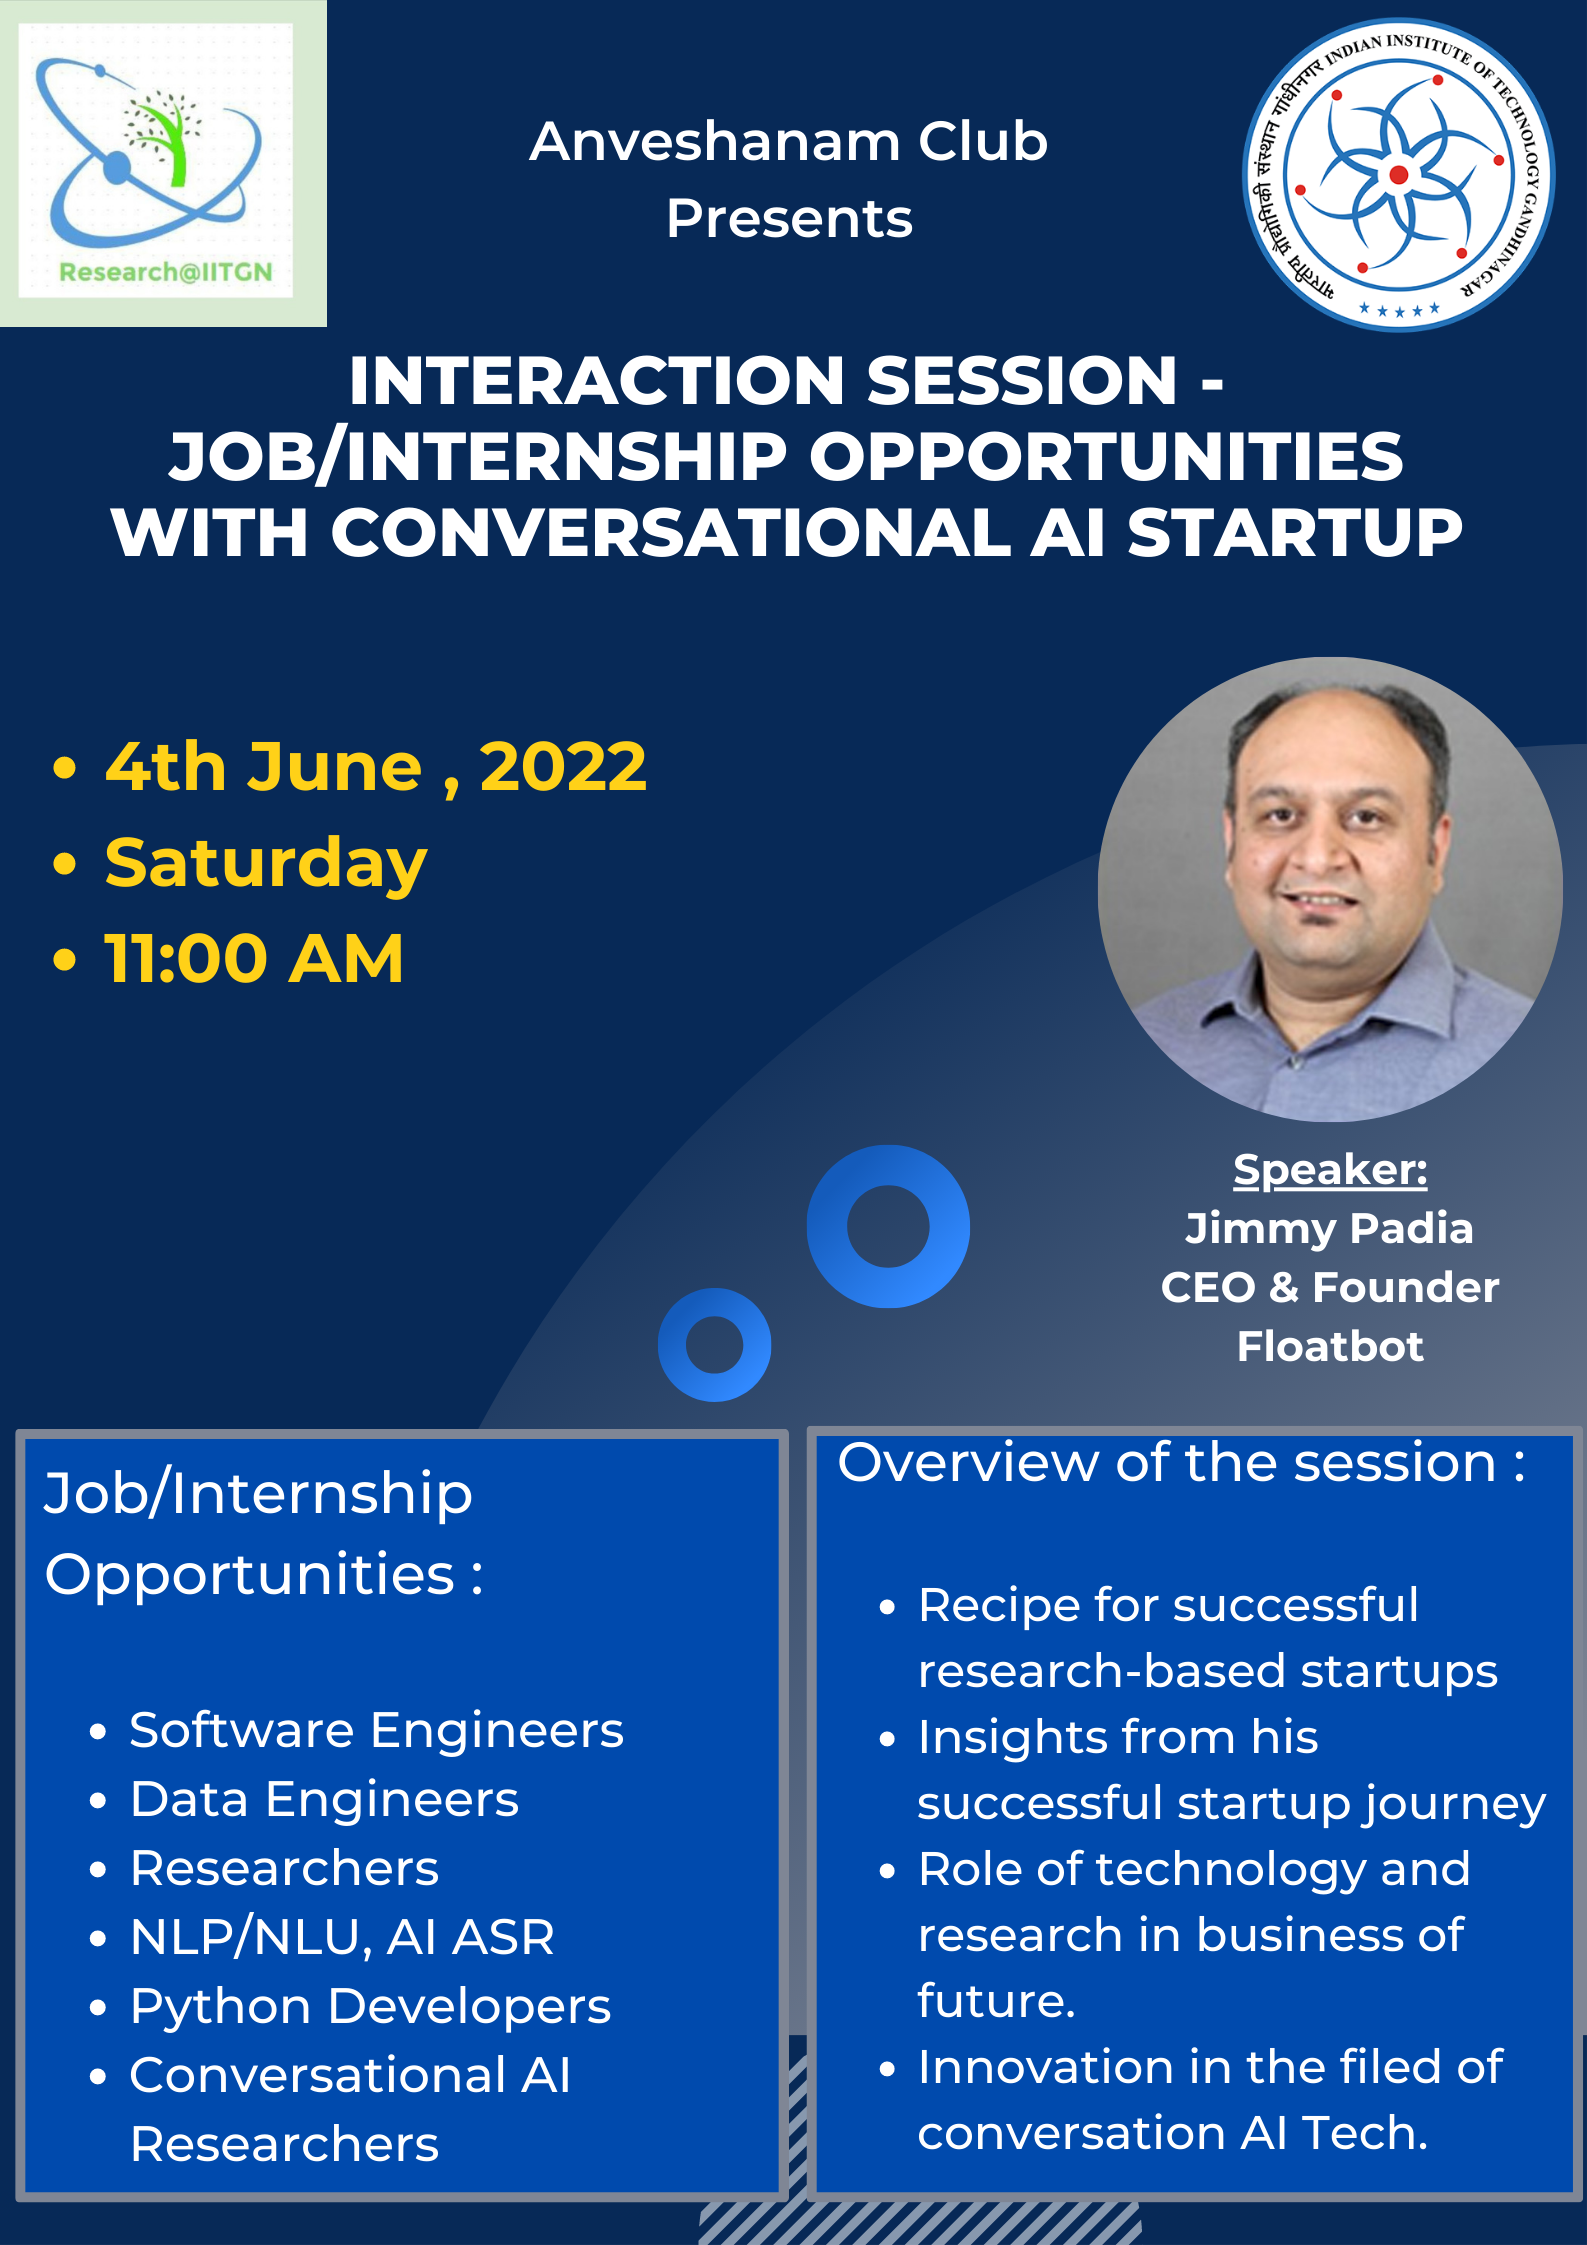 Research@IITGN
Anveshanam Club
Presents
भारतीय प्रौद्योगिकी संस्थान गांधीनगर INDIAN INSTITUTE OF TECHNOLOGY GANDHINAGAR
INTERACTION SESSION -
JOB/INTERNSHIP OPPORTUNITIES
WITH CONVERSATIONAL AI STARTUP
• 4th June , 2022
• Saturday
• 11:00 AM
Speaker:
Jimmy Padia
CEO & Founder
Floatbot
Job/Internship
Opportunities :
• Software Engineers
• Data Engineers
• Researchers
• NLP/NLU, AI ASR
• Python Developers
• Conversational AI
Researchers
Overview of the session :
• Recipe for successful
research-based startups
• Insights from his
successful startup journey
• Role of technology and
research in business of
future.
• Innovation in the filed of
conversation AI Tech.